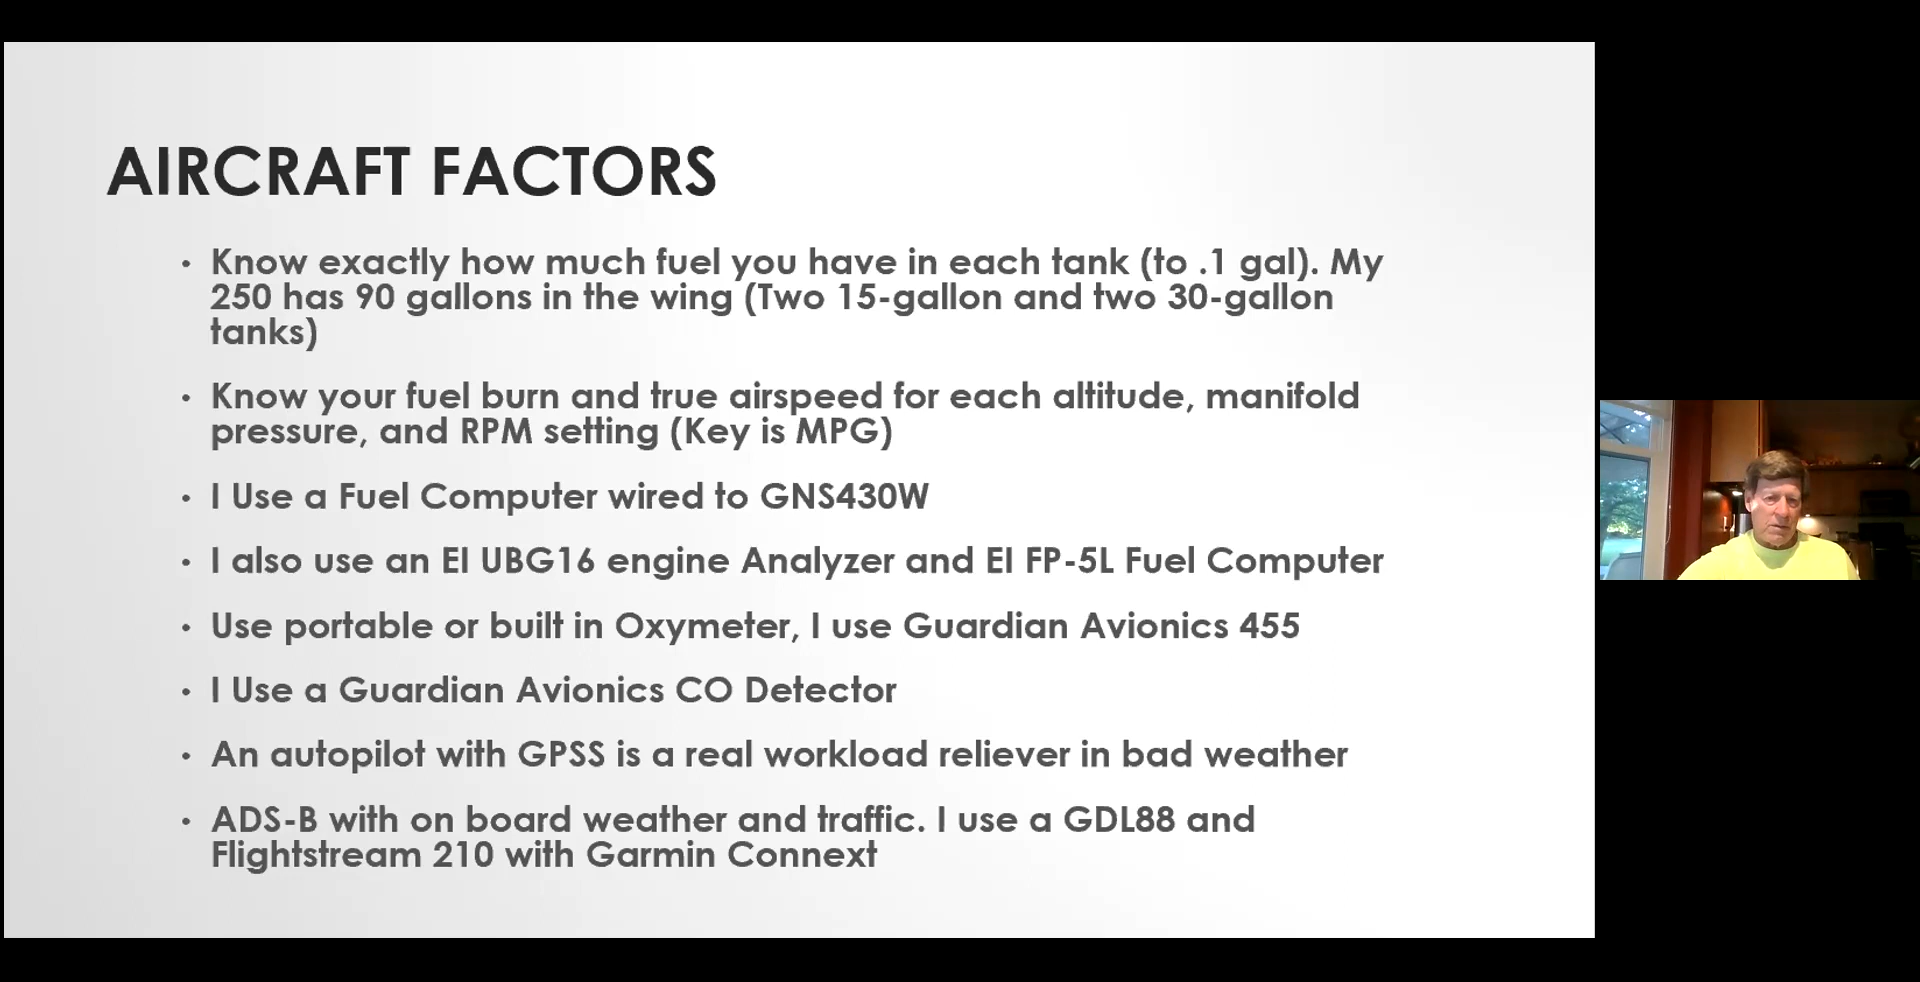 AIRCRAFT FACTORS
• Know exactly how much fuel you have in each tank (to .1 gal). My
250 has 90 gallons in the wing (Two 15-gallon and two 30-gallon
tanks)
• Know your fuel burn and true airspeed for each altitude, manifold
pressure, and RPM setting (Key is MPG)
• I Use a Fuel Computer wired to GNS430W
• I also use an EI UBG16 engine Analyzer and EI FP-5L Fuel Computer
• Use portable or built in Oxymeter, I use Guardian Avionics 455
• I Use a Guardian Avionics CO Detector
• An autopilot with GPSS is a real workload reliever in bad weather
• ADS-B with on board weather and traffic. I use a GDL88 and
Flightstream 210 with Garmin Connext